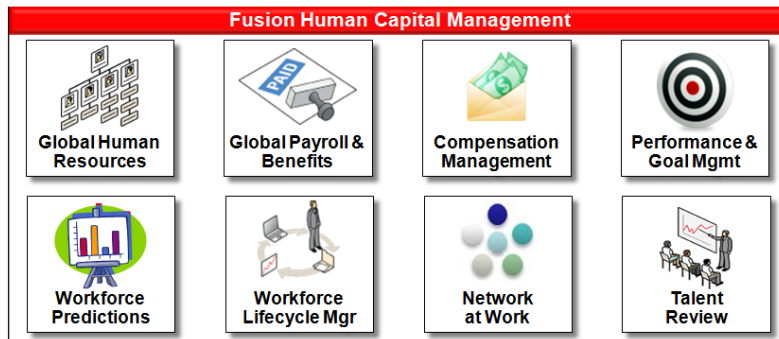 Fusion Human Capital Management
PAID
Global Human
Resources
Global Payroll &
Benefits
Compensation
Management
Performance &
Goal Mgmt
Workforce
Predictions
Workforce
Lifecycle Mgr
Network
at Work
Talent
Review